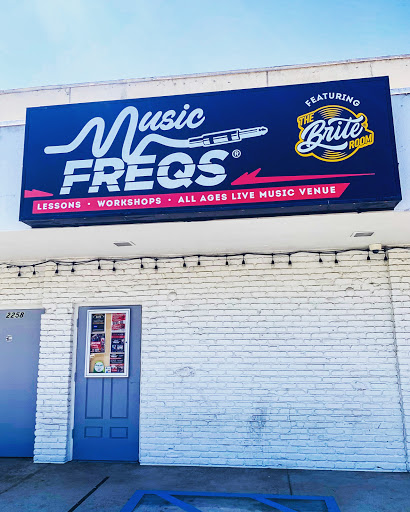 Music
FREQS®
LESSONS · WORKSHOPS · ALL AGES LIVE MUSIC VENUE
FEATURING
THE
Brite
ROOM
2258